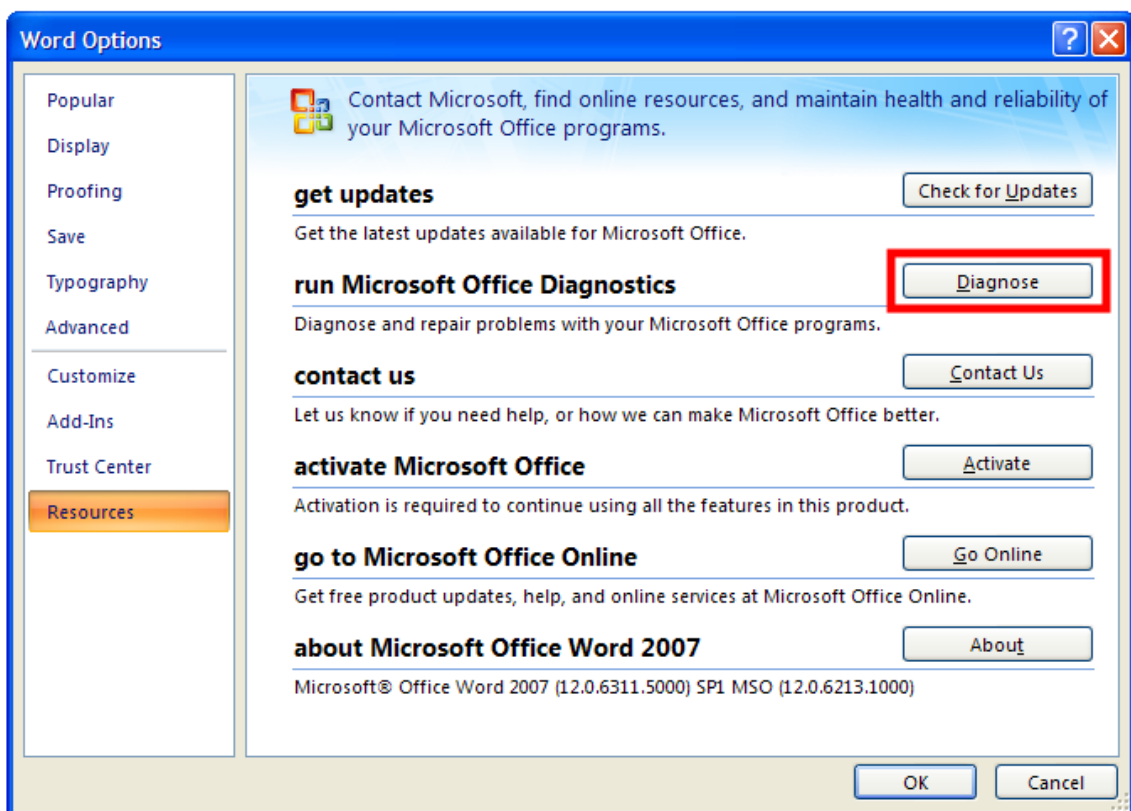 Word Options
Popular
Display
Proofing
Save
Typography
Advanced
Customize
Add-Ins
Trust Center
Resources
Contact Microsoft, find online resources, and maintain health and reliability of
your Microsoft Office programs.
get updates
Check for Updates
Get the latest updates available for Microsoft Office.
run Microsoft Office Diagnostics
Diagnose
Diagnose and repair problems with your Microsoft Office programs.
contact us
Contact Us
Let us know if you need help, or how we can make Microsoft Office better.
activate Microsoft Office
Activate
Activation is required to continue using all the features in this product.
go to Microsoft Office Online
Go Online
Get free product updates, help, and online services at Microsoft Office Online.
about Microsoft Office Word 2007
About
Microsoft® Office Word 2007 (12.0.6311.5000) SP1 MSO (12.0.6213.1000)
OK
Cancel